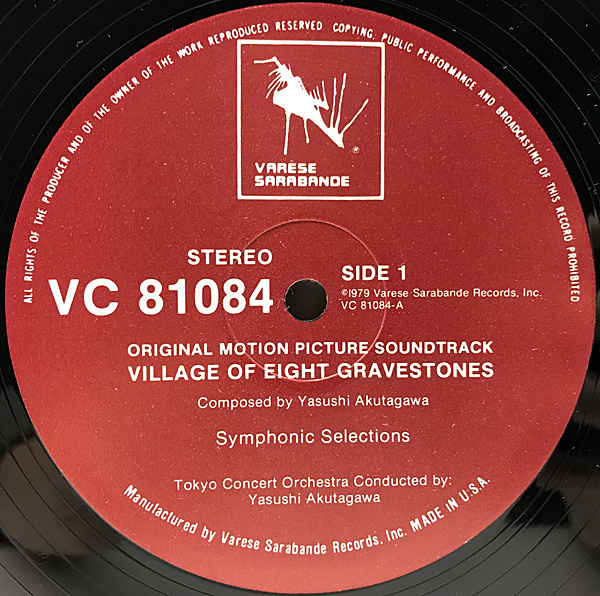 ALL RIGHTS OF THE PRODUCER AND OF THE OWNER OF THE WORK REPRODUCED RESERVED COPYING, PUBLIC PERFORMANCE AND BROADCASTING OF THIS RECORD PROHIBITED
VARÈSE
SARABANDE
®
STEREO
VC 81084
SIDE 1
©1979 Varese Sarabande Records, Inc.
VC 81084-A
ORIGINAL MOTION PICTURE SOUNDTRACK
VILLAGE OF EIGHT GRAVESTONES
Composed by Yasushi Akutagawa
Symphonic Selections
Tokyo Concert Orchestra Conducted by:
Yasushi Akutagawa
Manufactured by Varese Sarabande Records, Inc. MADE IN U.S.A.